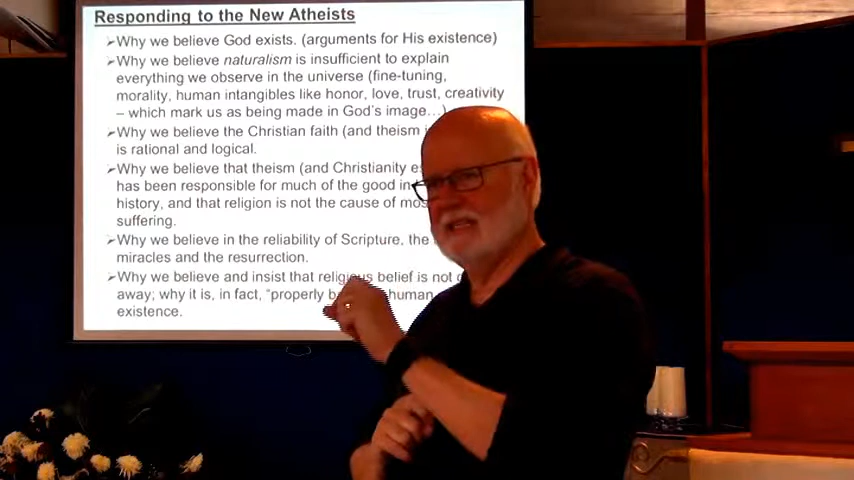 Responding to the New Atheists
➢Why we believe God exists. (arguments for His existence)
➢Why we believe naturalism is insufficient to explain
everything we observe in the universe (fine-tuning,
morality, human intangibles like honor, love, trust, creativity
– which mark us as being made in God's image…)
➢Why we believe the Christian faith (and theism
is rational and logical.
➢Why we believe that theism (and Christianity
has been responsible for much of the good in
history, and that religion is not the cause of
suffering.
➢Why we believe in the reliability of Scripture, the
miracles and the resurrection.
➢Why we believe and insist that religious belief is not
away; why it is, in fact, "properly human
existence.